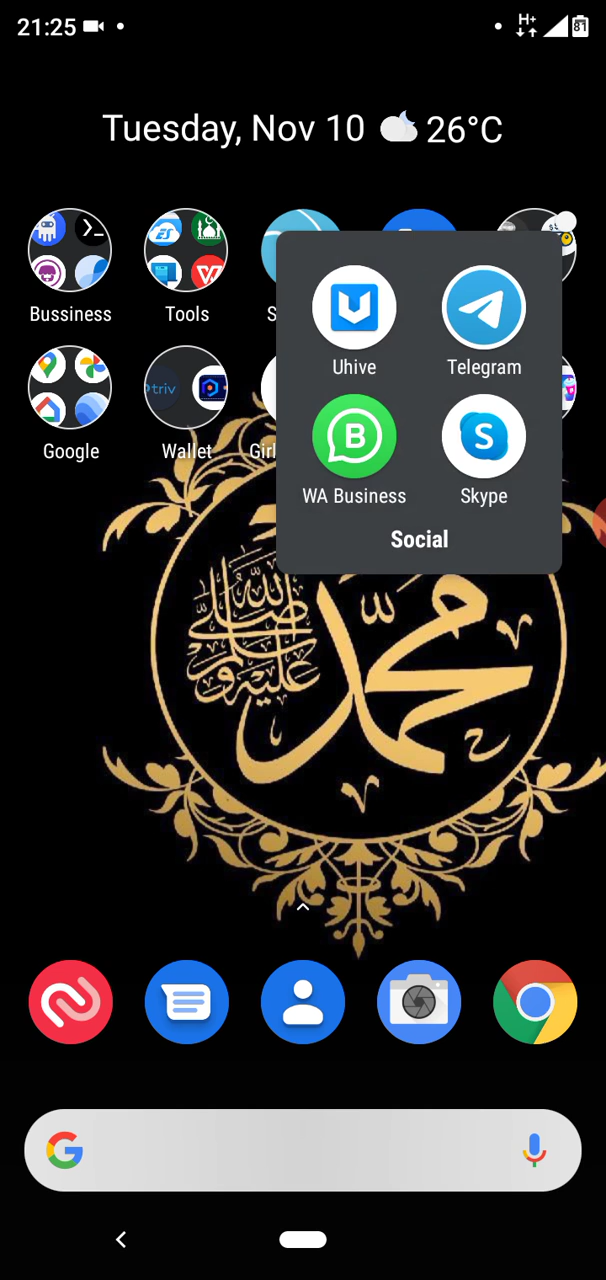 21:25
H+
81
Tuesday, Nov 10 26°C
Bussiness
Tools
Uhive
Telegram
Google
Wallet
triv
WA Business
Skype
Social
محمد
صلى الله عليه وسلم